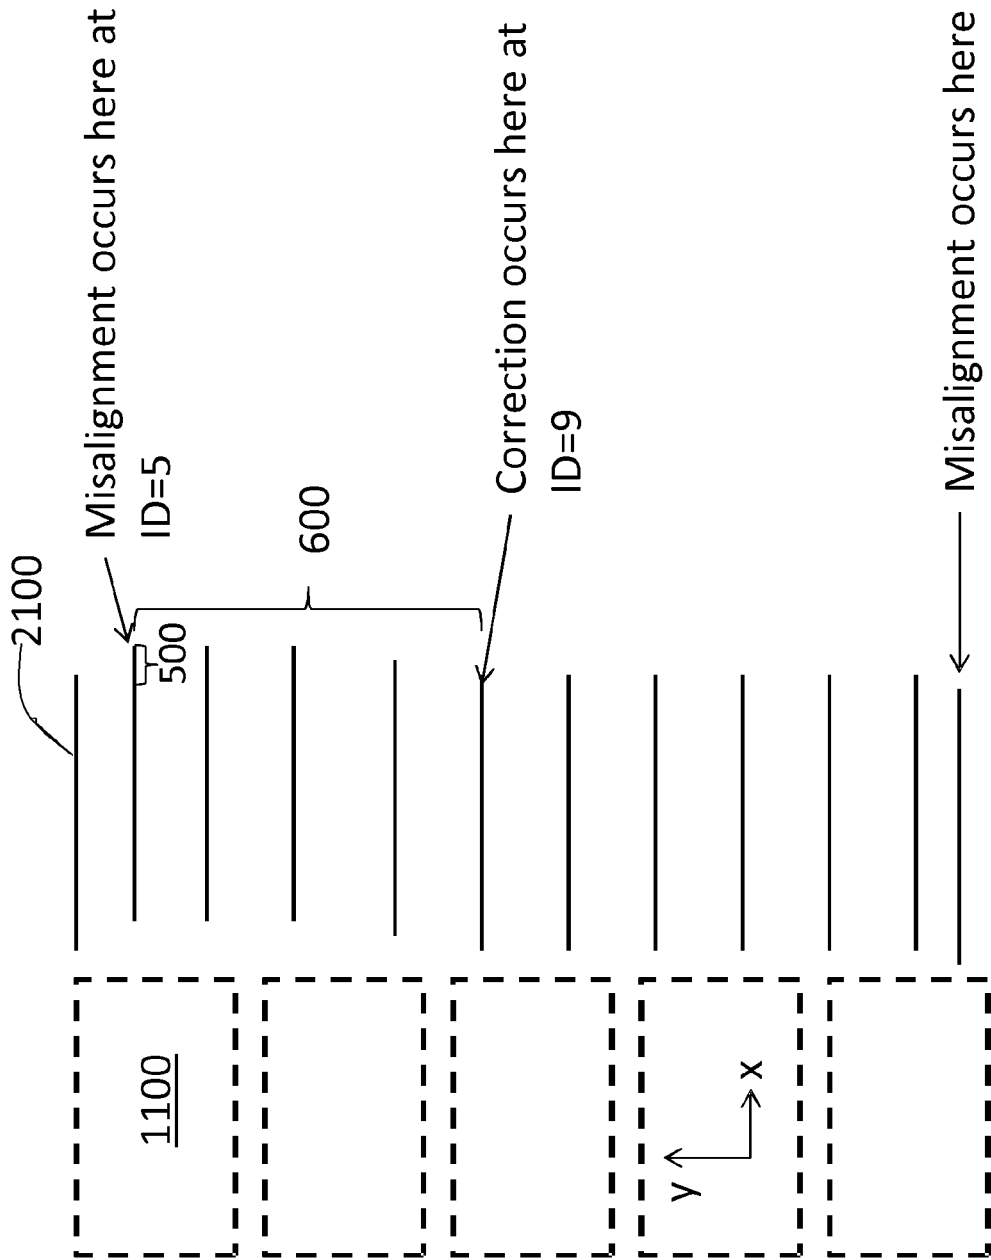 2100
Misalignment occurs here at
ID=5
500
600
Correction occurs here at
ID=9
Misalignment occurs here
1100
y
x